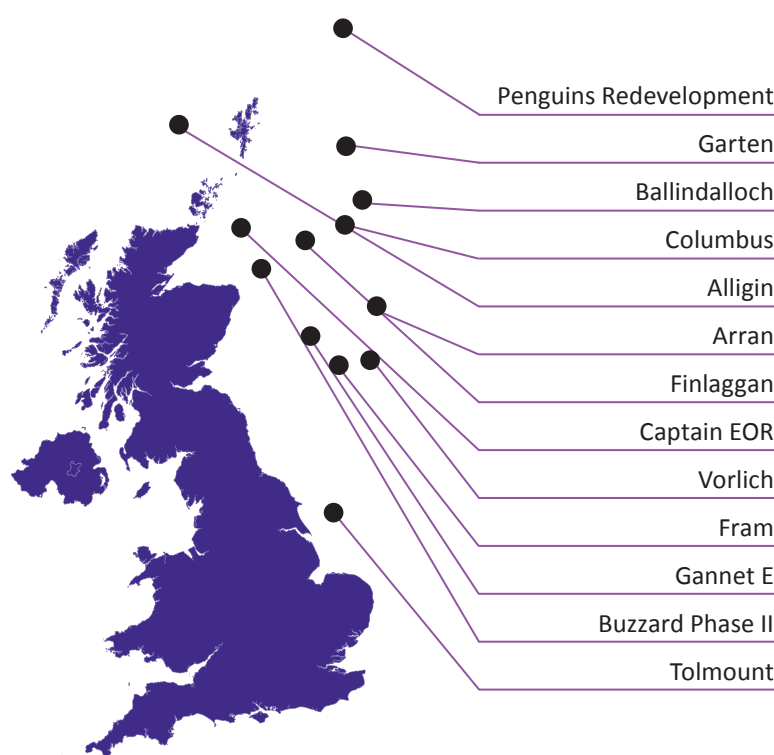 Penguins Redevelopment
Garten
Ballindalloch
Columbus
Alligin
Arran
Finlaggan
Captain EOR
Vorlich
Fram
Gannet E
Buzzard Phase II
Tolmount